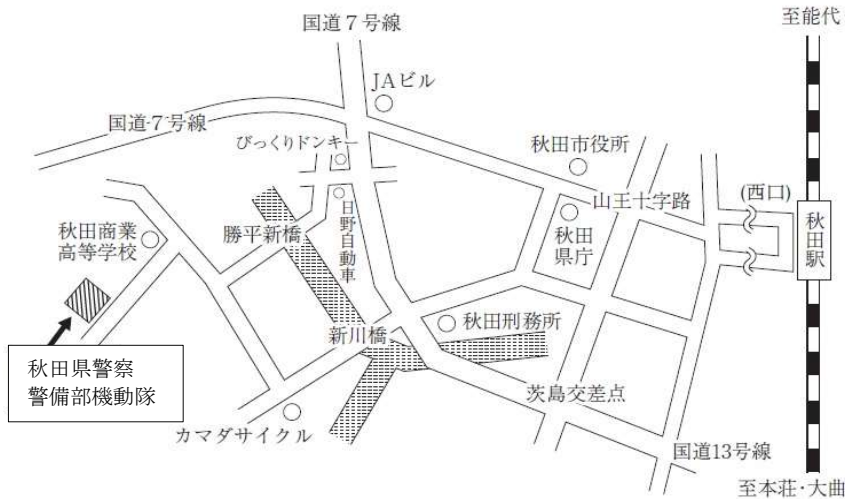 国道７号線
至能代
JAビル
国道７号線
びっくりドンキー
秋田市役所
(西口)
山王十字路
秋田駅
日野自動車
秋田
県庁
秋田商業
高等学校
勝平新橋
新川橋
秋田刑務所
秋田県警察
警備部機動隊
茨島交差点
カマダサイクル
国道13号線
至本荘・大曲